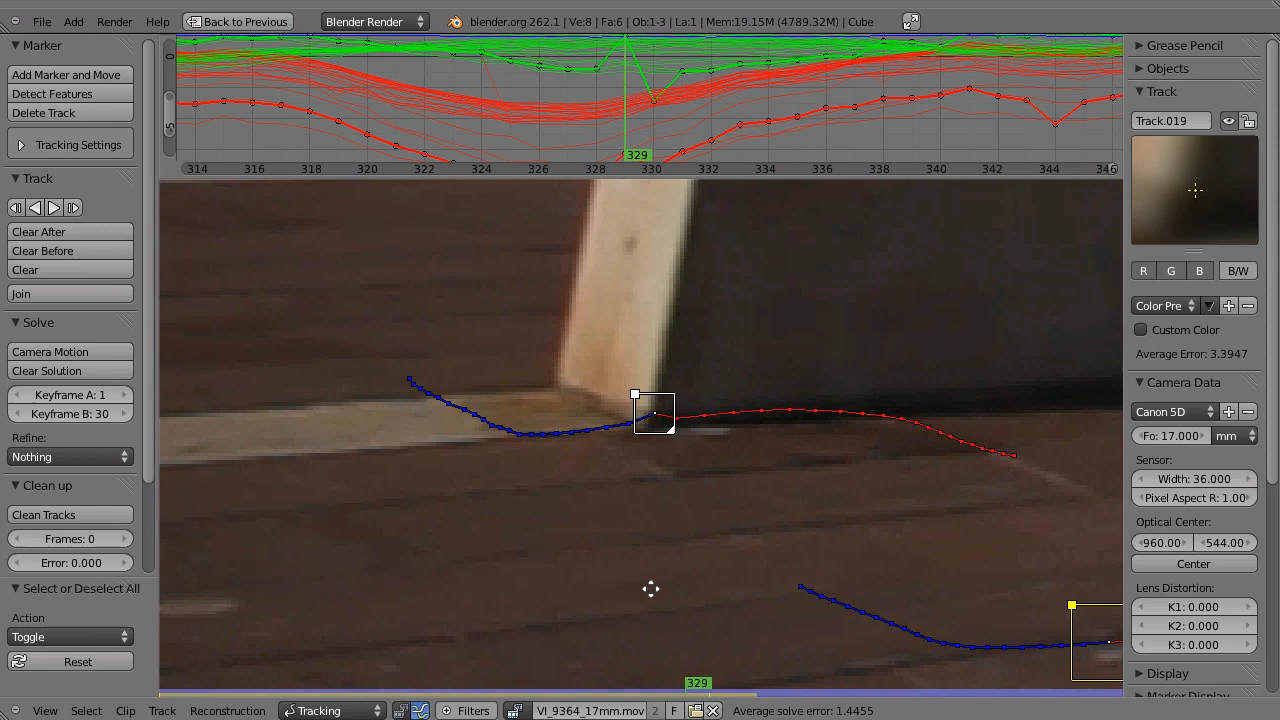 File Add Render Help Back to Previous Blender Render blender.org 262.1 | Ve:8 | Fa:6 | Ob:1-3 | La:1 | Mem:19.15M (4789.32M) | Cube
Marker
Add Marker and Move
Detect Features
Delete Track
Tracking Settings
Track
Clear After
Clear Before
Clear
Join
Solve
Camera Motion
Camera Solution
Keyframe A: 1
Keyframe B: 30
Refine:
Nothing
Clean up
Clean Tracks
Frames: 0
Error: 0.000
Select or Deselect All
Action
Toggle
Reset
0
5
329
314 316 318 320 322 324 326 328 330 332 334 336 338 340 342 344 346
329
Grease Pencil
Objects
Track
Track.019
R G B B/W
Color Pre
Custom Color
Average Error: 3.3947
Camera Data
Canon 5D
Fo: 17.000 mm
Sensor:
Width: 36.000
Pixel Aspect R: 1.00
Optical Center:
960.00 544.00
Center
Lens Distortion:
K1: 0.000
K2: 0.000
K3: 0.000
Display
Marker Display
View Select Clip Track Reconstruction Tracking Filters VI_9364_17mm.mov 2 F Average solve error: 1.4455